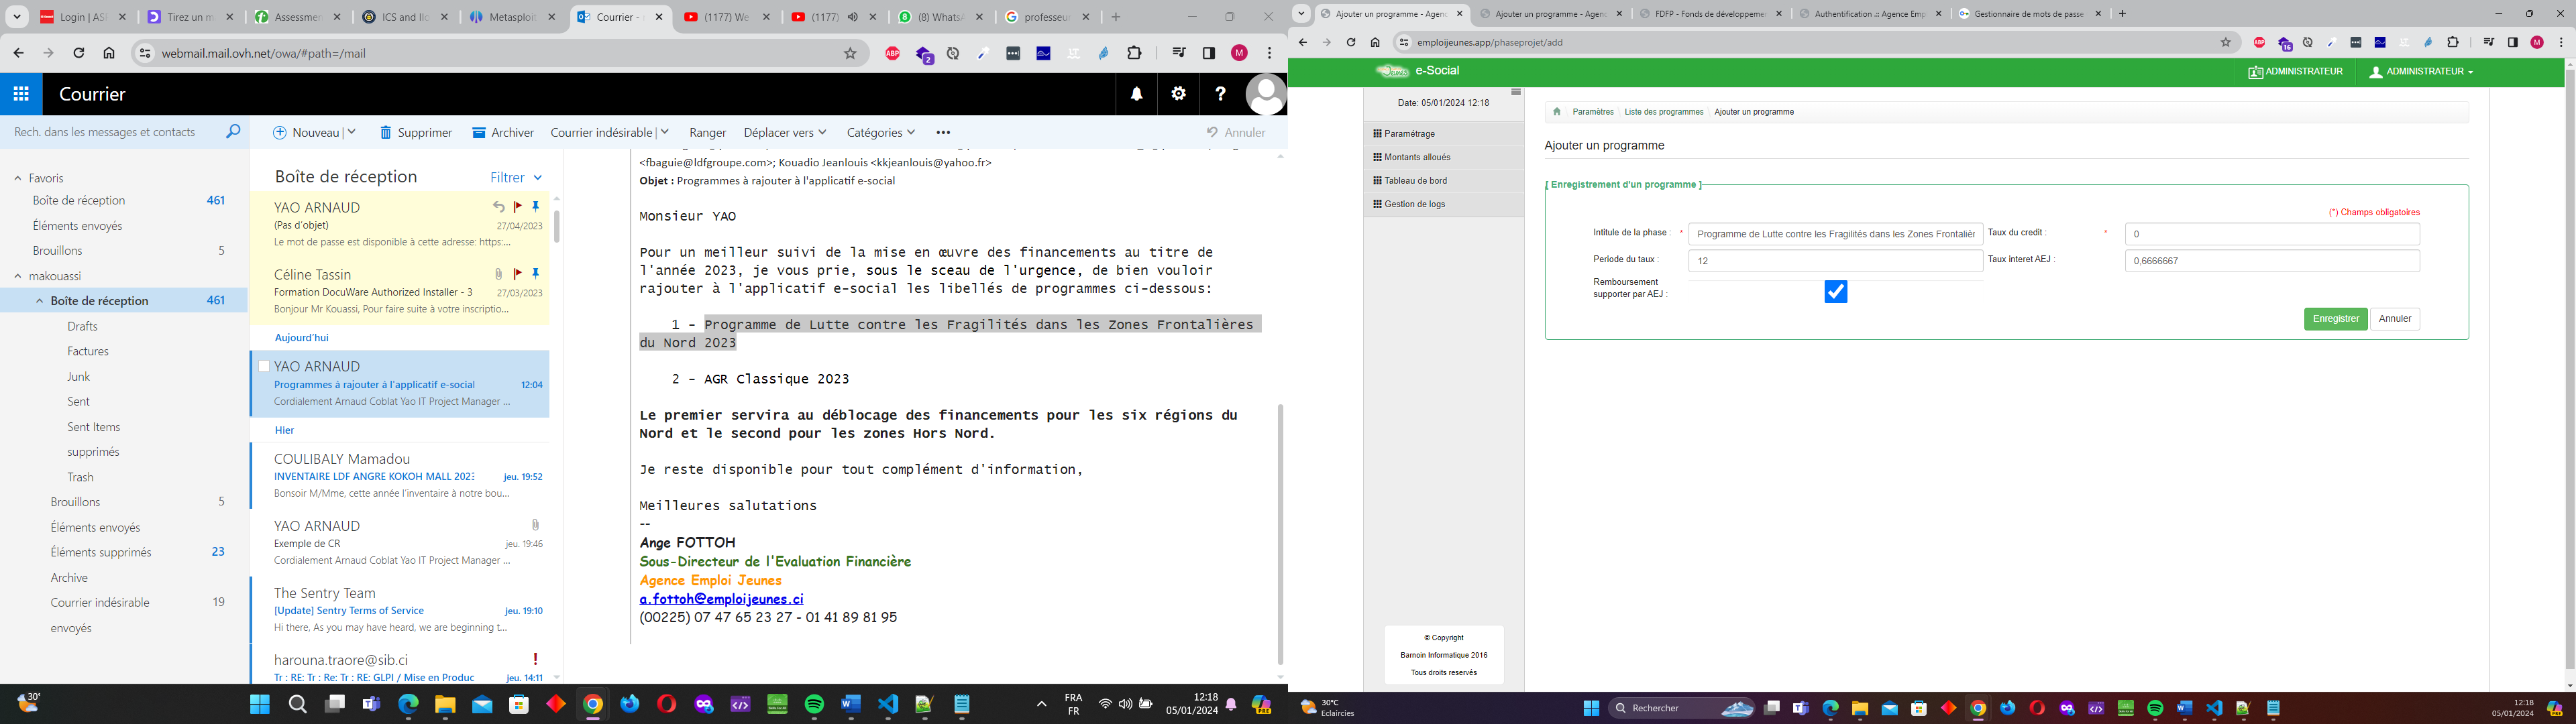 Login | ASI
Tirez un m
Assessmen
ICS and Ilo
Metasploit
Courrier -
(1177) We
(1177)
(8) WhatsA
professeur
webmail.mail.ovh.net/owa/#path=/mail
Courrier
Rech. dans les messages et contacts
Nouveau
Supprimer
Archiver
Courrier indésirable
Ranger
Déplacer vers
Catégories
Annuler
Favoris
Boîte de réception 461
Éléments envoyés
Brouillons 5
makouassi
Boîte de réception 461
Drafts
Factures
Junk
Sent
Sent Items
supprimés
Trash
Brouillons 5
Éléments envoyés
Éléments supprimés 23
Archive
Courrier indésirable 19
envoyés
Boîte de réception
Filtrer
YAO ARNAUD
(Pas d'objet) 27/04/2023
Le mot de passe est disponible à cette adresse: https:...
Céline Tassin
Formation DocuWare Authorized Installer - 3 27/03/2023
Bonjour Mr Kouassi, Pour faire suite à votre inscriptio...
Aujourd'hui
YAO ARNAUD
Programmes à rajouter à l'applicatif e-social 12:04
Cordialement Arnaud Coblat Yao IT Project Manager ...
Hier
COULIBALY Mamadou
INVENTAIRE LDF ANGRE KOKOH MALL 2023 jeu. 19:52
Bonsoir M/Mme, cette année l'inventaire à notre bou...
YAO ARNAUD
Exemple de CR jeu. 19:46
Cordialement Arnaud Coblat Yao IT Project Manager ...
The Sentry Team
[Update] Sentry Terms of Service jeu. 19:10
Hi there, As you may have heard, we are beginning t...
harouna.traore@sib.ci
Tr : RE: Tr : Re: Tr : RE: GLPI / Mise en Produc jeu. 14:11
<fbaguie@ldfgroupe.com>; Kouadio Jeanlouis <kkjeanlouis@yahoo.fr>
Objet : Programmes à rajouter à l'applicatif e-social
Monsieur YAO
Pour un meilleur suivi de la mise en œuvre des financements au titre de
l'année 2023, je vous prie, sous le sceau de l'urgence, de bien vouloir
rajouter à l'applicatif e-social les libellés de programmes ci-dessous:
1 - Programme de Lutte contre les Fragilités dans les Zones Frontalières
du Nord 2023
2 - AGR Classique 2023
Le premier servira au déblocage des financements pour les six régions du
Nord et le second pour les zones Hors Nord.
Je reste disponible pour tout complément d'information,
Meilleures salutations
--
Ange FOTTOH
Sous-Directeur de l'Evaluation Financière
Agence Emploi Jeunes
a.fottoh@emploijeunes.ci
(00225) 07 47 65 23 27 - 01 41 89 81 95
30°
FRA
FR
12:18
05/01/2024
Ajouter un programme - Agenc
Ajouter un programme - Agenc
FDFP - Fonds de développeme
Authentification .:: Agence Emp
Gestionnaire de mots de passe
emploijeunes.app/phaseprojet/add
e-Social
ADMINISTRATEUR
ADMINISTRATEUR
Date: 05/01/2024 12:18
Paramétrage
Montants alloués
Tableau de bord
Gestion de logs
Paramètres
Liste des programmes
Ajouter un programme
Ajouter un programme
[ Enregistrement d'un programme ]
(*) Champs obligatoires
Intitule de la phase : * Programme de Lutte contre les Fragilités dans les Zones Frontalièr
Taux du credit : * 0
Periode du taux : 12
Taux interet AEJ : 0,6666667
Remboursement
supporter par AEJ :
Enregistrer
Annuler
© Copyright
Barnoin Informatique 2016
Tous droits reservés
30°C
Eclaircies
Rechercher
12:18
05/01/2024